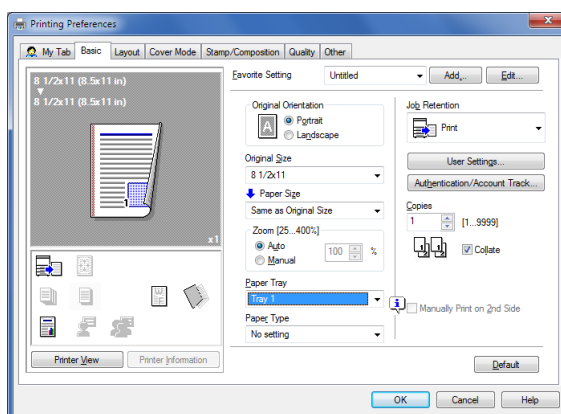 Printing Preferences
My Tab Basic Layout Cover Mode Stamp/Composition Quality Other
8 1/2x11 (8.5x11 in)
8 1/2x11 (8.5x11 in)
1
x1
Printer View Printer Information
Favorite Setting Untitled Add... Edit...
Original Orientation
A
Portrait
Landscape
Original Size
8 1/2x11
Paper Size
Same as Original Size
Zoom [25...400%]
Auto
Manual
100 %
Paper Tray
Tray 1
Paper Type
No setting
Job Retention
Print
User Settings...
Authentication/Account Track...
Copies
1 [1...9999]
Collate
Manually Print on 2nd Side
Default
OK Cancel Help